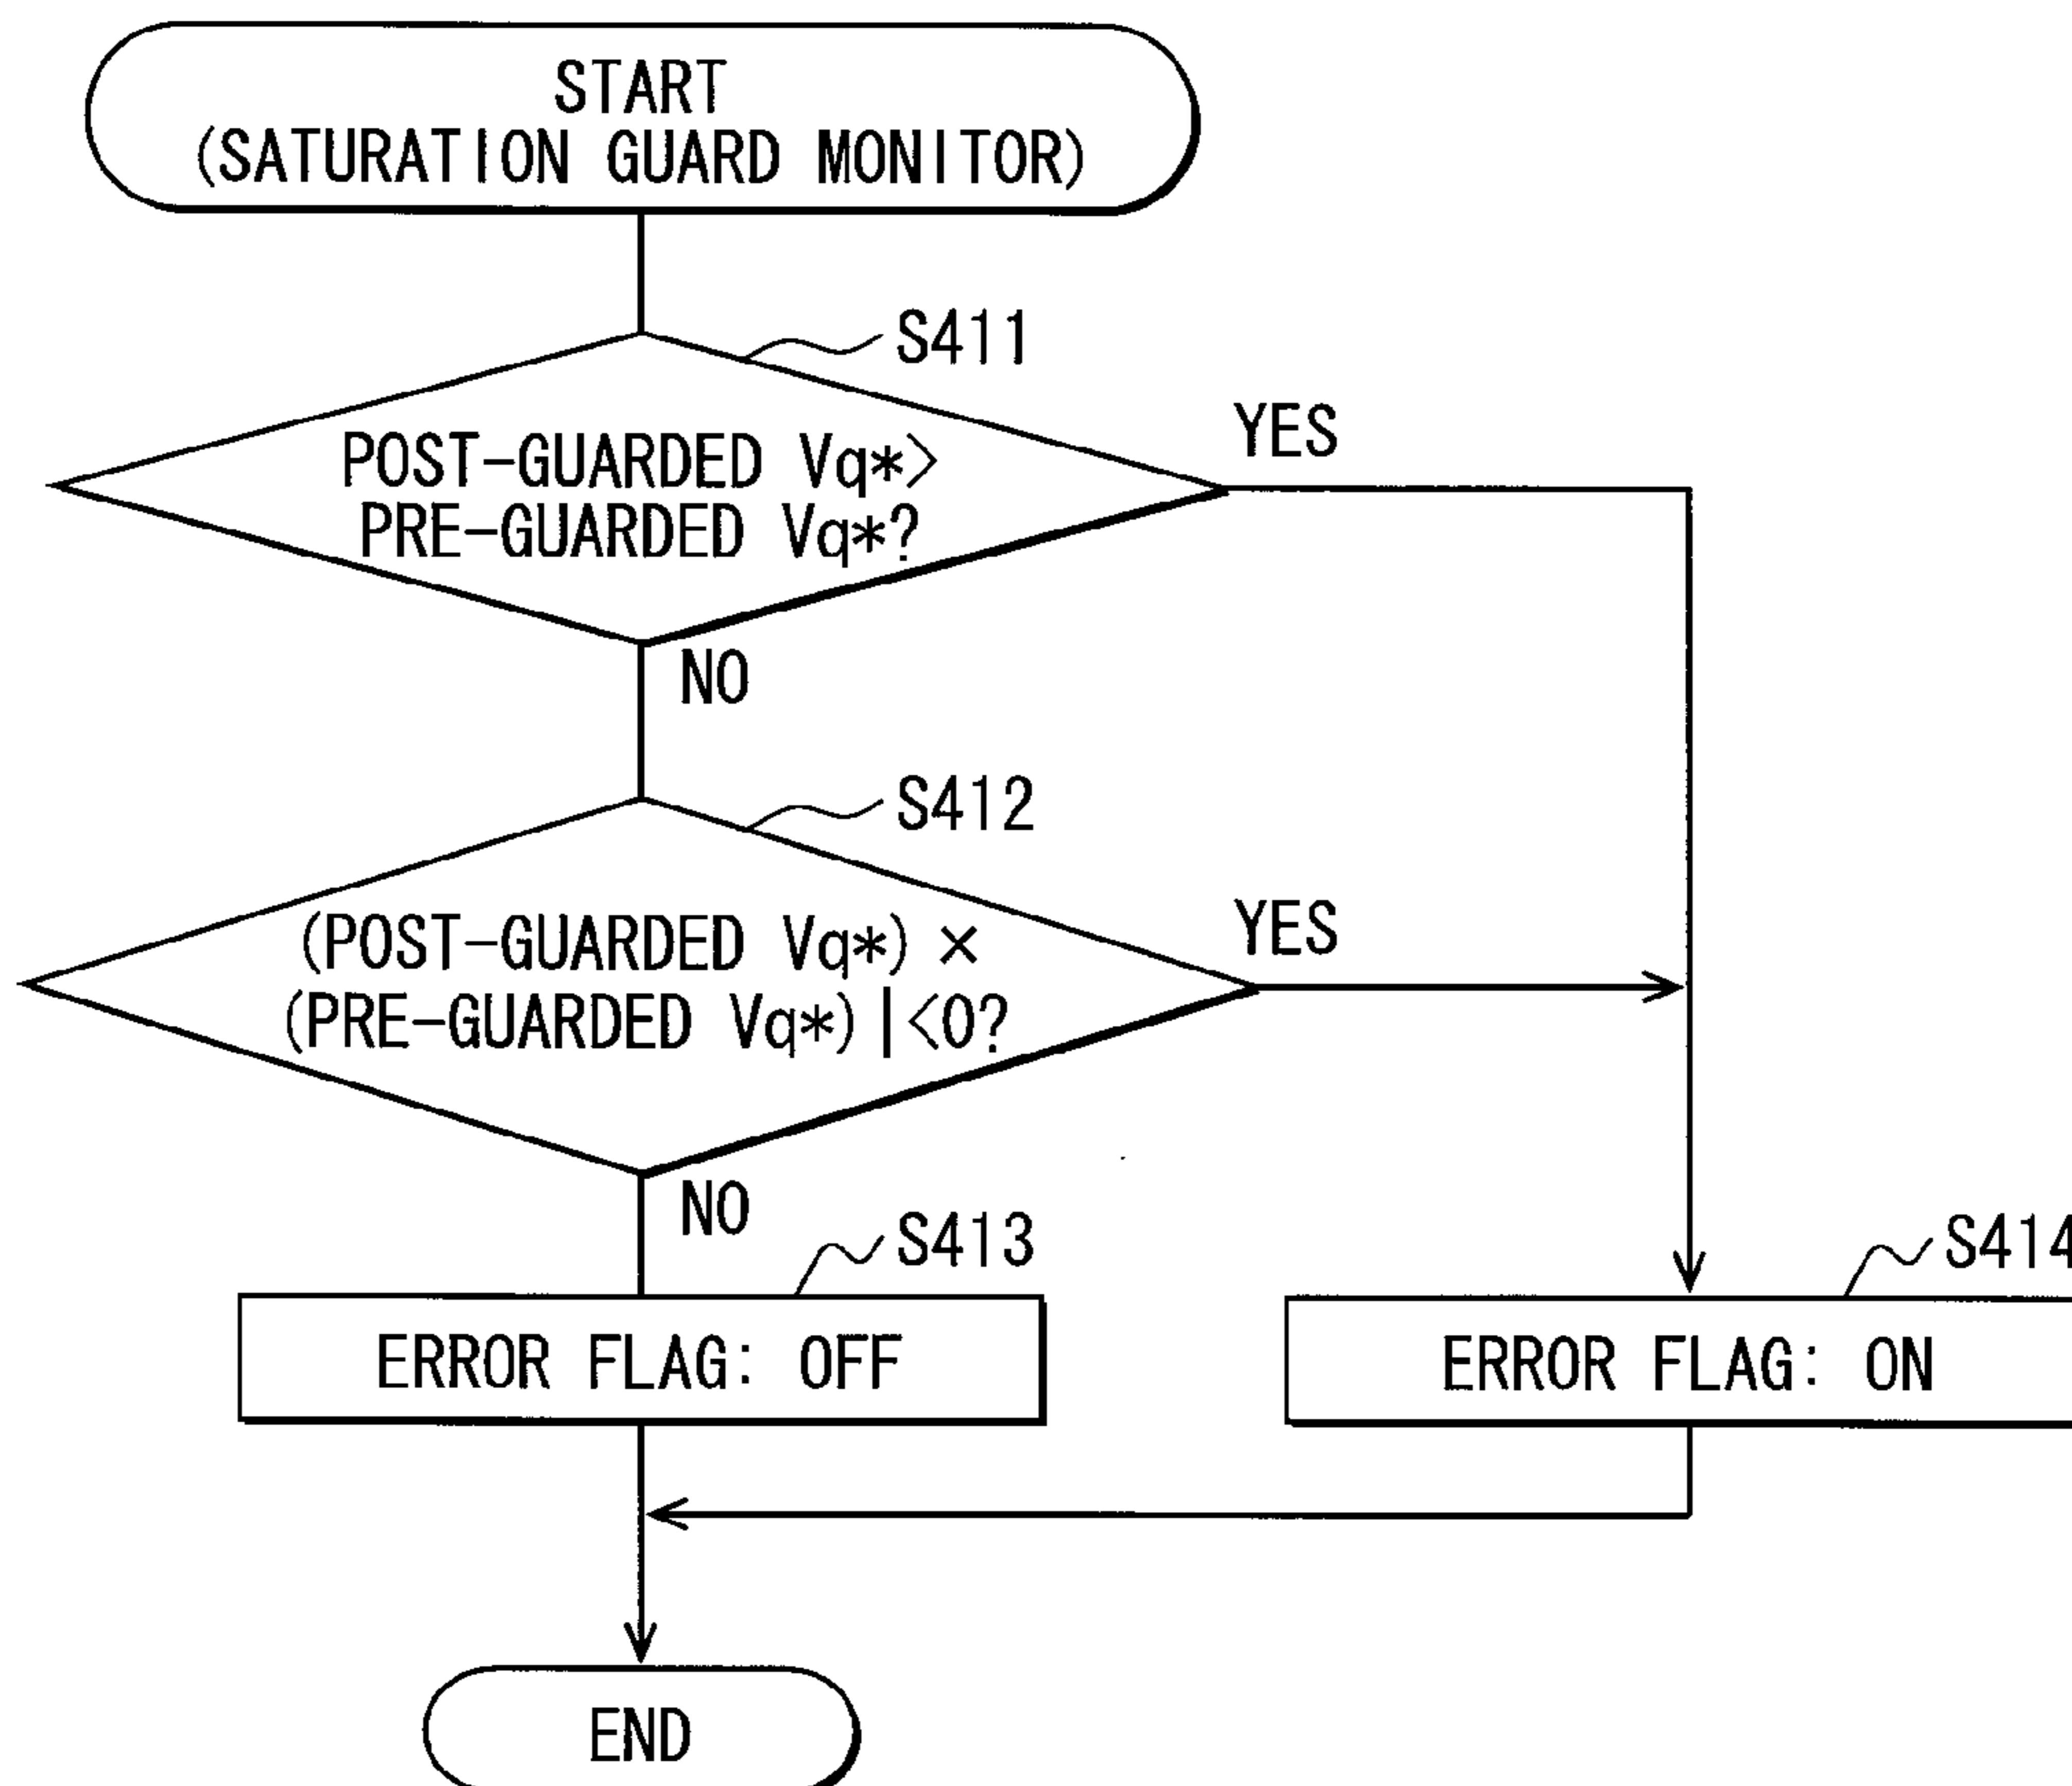 START
(SATURATION GUARD MONITOR)
S411
POST-GUARDED Vq*>
PRE-GUARDED Vq*?
YES
NO
S412
(POST-GUARDED Vq*) ×
(PRE-GUARDED Vq*)|<0?
YES
NO
S413
ERROR FLAG: OFF
S414
ERROR FLAG: ON
END